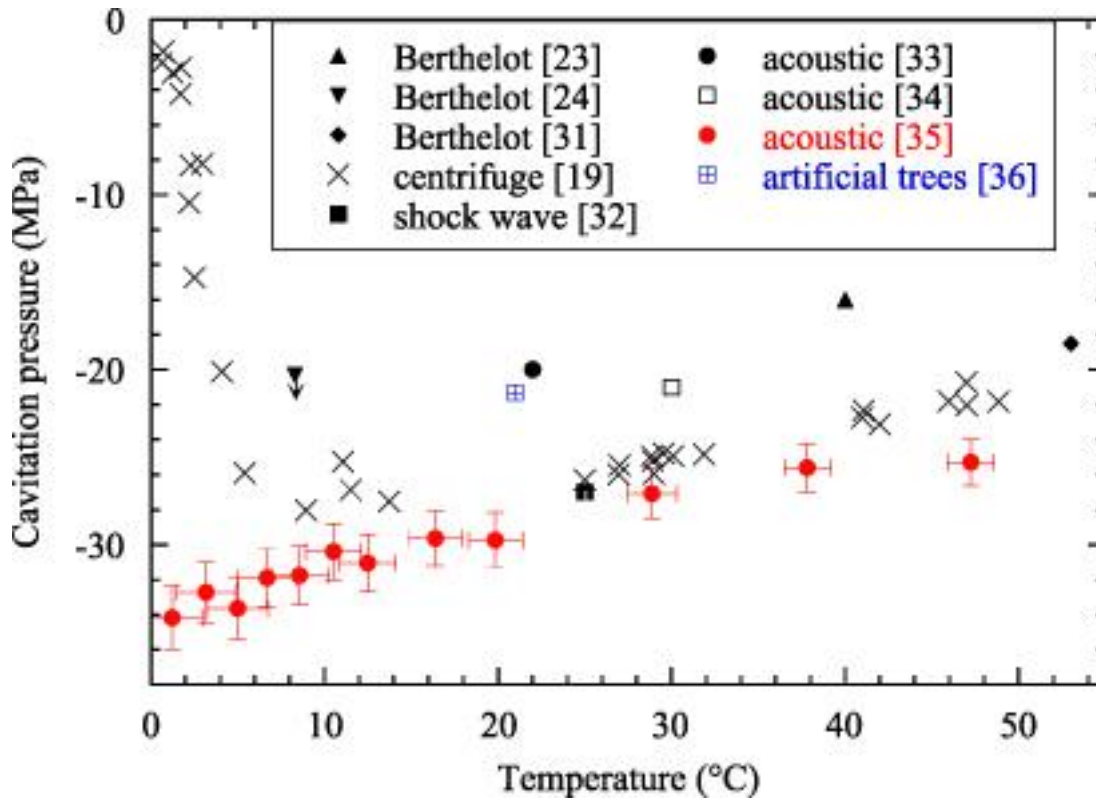 0
-10
-20
-30
Cavitation pressure (MPa)
Berthelot [23]
Berthelot [24]
Berthelot [31]
centrifuge [19]
shock wave [32]
acoustic [33]
acoustic [34]
acoustic [35]
artificial trees [36]
0 10 20 30 40 50
Temperature (°C)